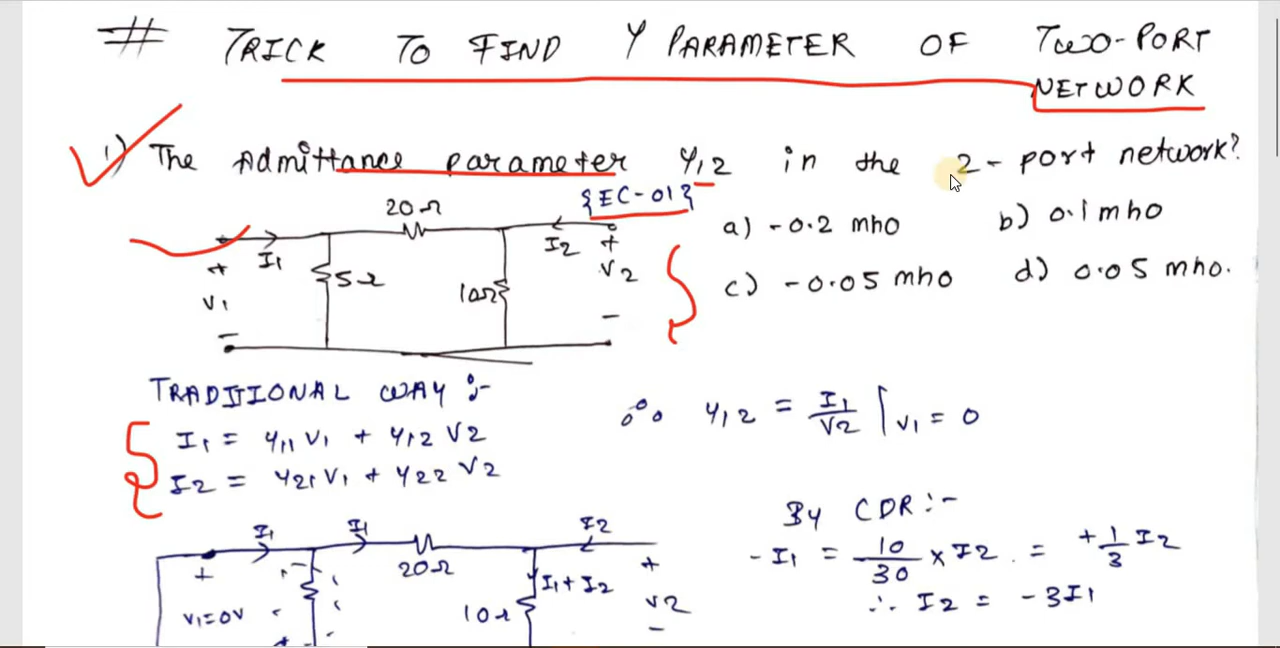 # TRICK TO FIND Y PARAMETER OF TWO-PORT
NETWORK
1) The Admittance parameter Y12 in the 2-port network?
{EC-01}
20Ω
a) -0.2 mho b) 0.1 mho
I1 5Ω 10Ω I2 + V2 -
+ V1 -
c) -0.05 mho d) 0.05 mho.
TRADITIONAL WAY :-
I1 = Y11 V1 + Y12 V2
I2 = Y21 V1 + Y22 V2
∴ Y12 = I1/V2 | V1 = 0
By CDR :-
-I1 = 10/30 × I2 = +1/3 I2
∴ I2 = -3I1
I1 I1 I2
20Ω
+ V1=0V
I1+I2
10Ω
+ V2 -